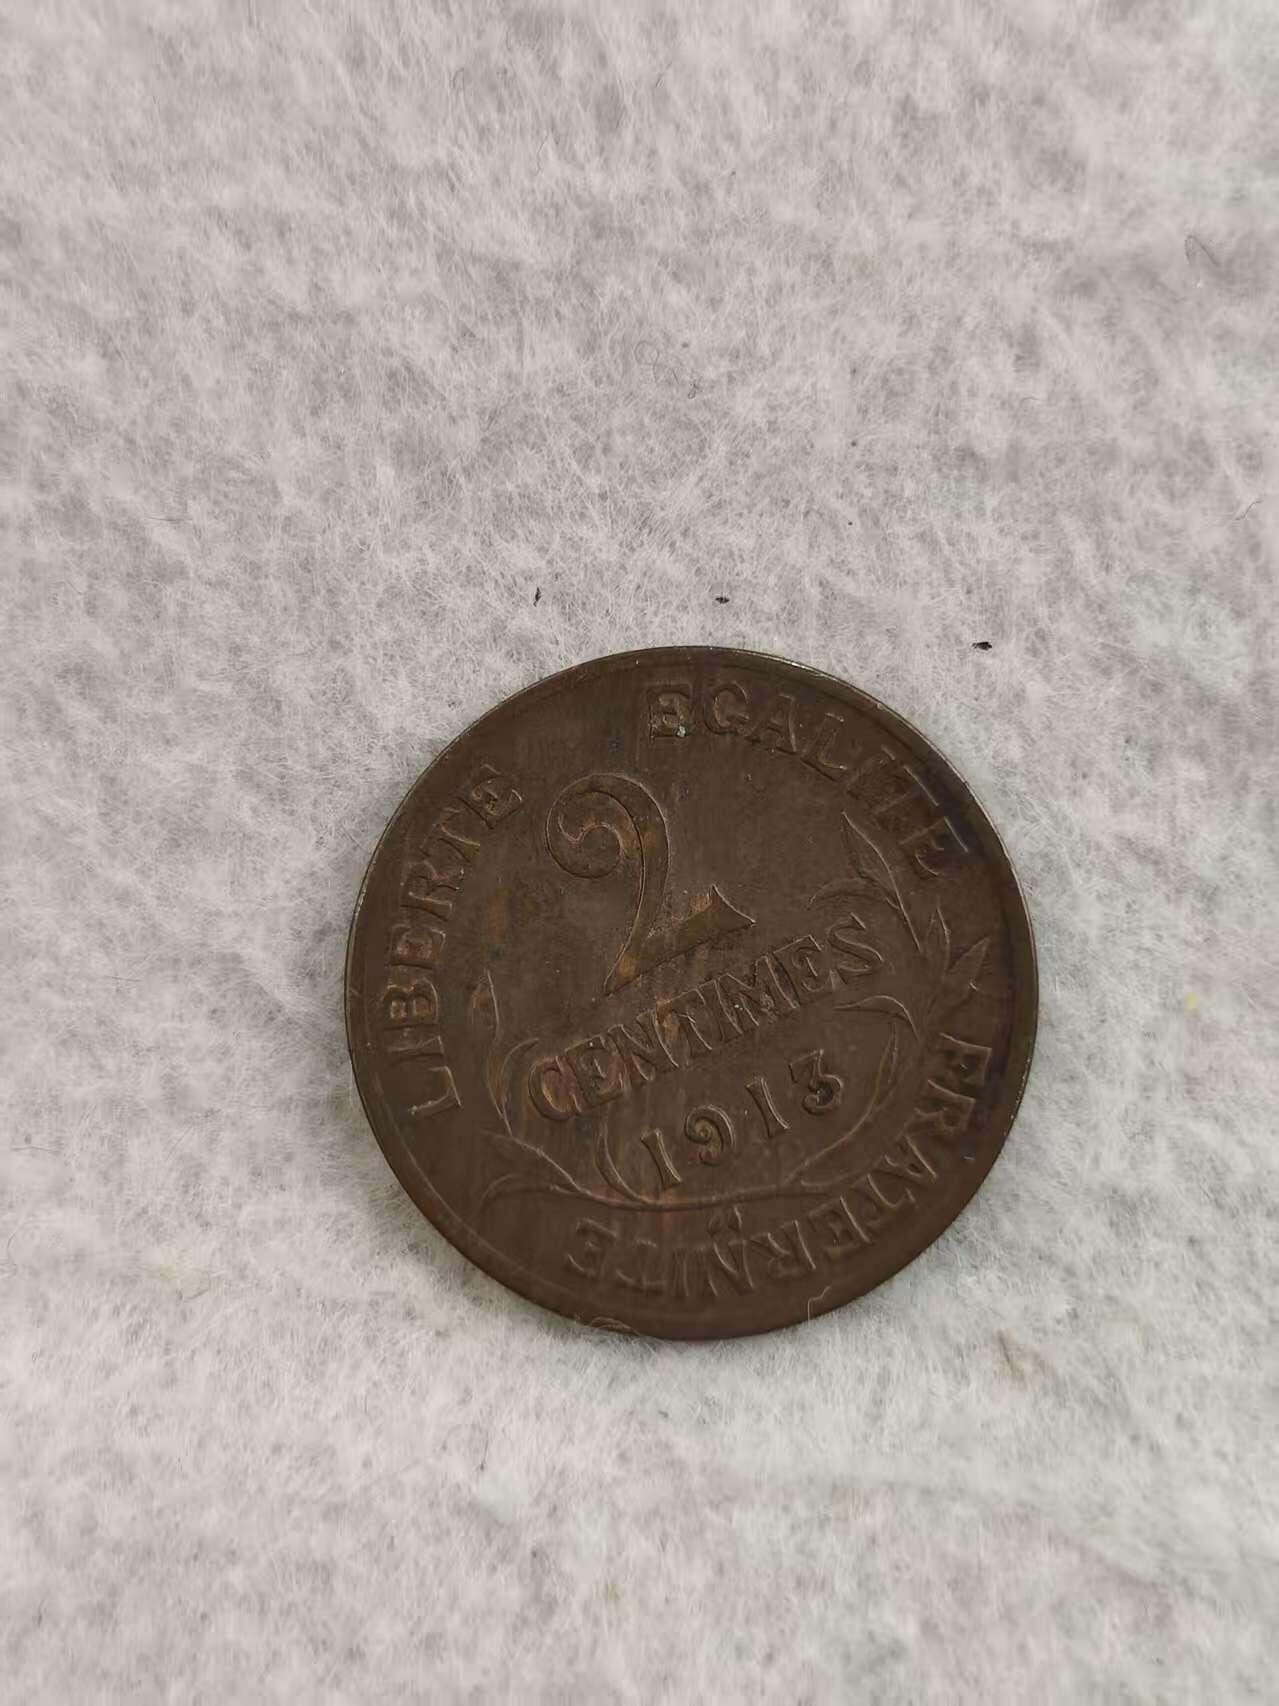 LIBERTE EGALITE FRATERNITE
2
CENTIMES
1913